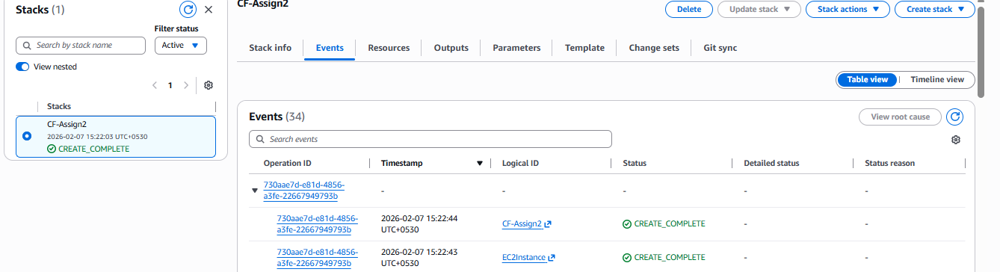 Stacks (1)
Filter status
Search by stack name
Active
View nested
1
Stacks
CF-Assign2
2026-02-07 15:22:03 UTC+0530
CREATE_COMPLETE
CF-Assign2
Delete
Update stack
Stack actions
Create stack
Stack info
Events
Resources
Outputs
Parameters
Template
Change sets
Git sync
Table view
Timeline view
Events (34)
View root cause
Search events
Operation ID
Timestamp
Logical ID
Status
Detailed status
Status reason
730aae7d-e81d-4856-
a3fe-22667949793b
-
-
-
-
-
730aae7d-e81d-4856-
a3fe-22667949793b
2026-02-07 15:22:44
UTC+0530
CF-Assign2
CREATE_COMPLETE
-
-
730aae7d-e81d-4856-
a3fe-22667949793b
2026-02-07 15:22:43
UTC+0530
EC2Instance
CREATE_COMPLETE
-
-